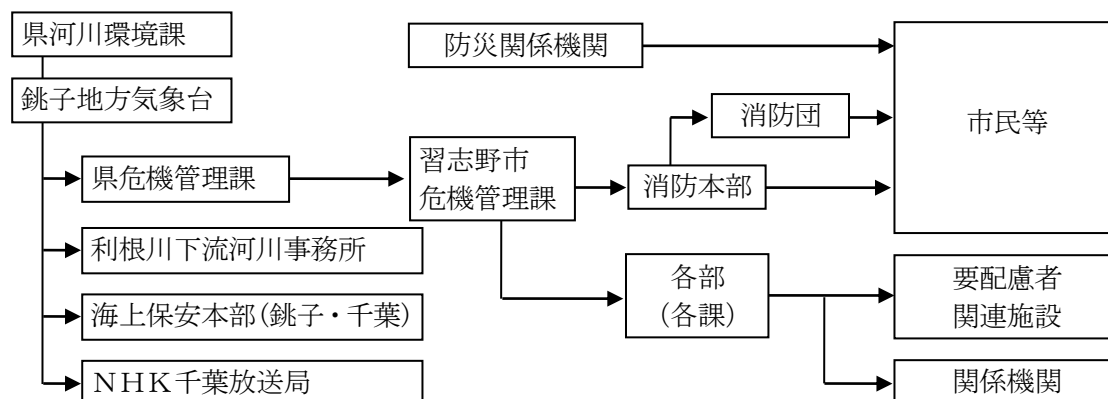 県河川環境課
銚子地方気象台
県危機管理課
利根川下流河川事務所
海上保安本部(銚子・千葉)
ＮＨＫ千葉放送局
防災関係機関
習志野市
危機管理課
消防団
消防本部
各部
(各課)
市民等
要配慮者
関連施設
関係機関